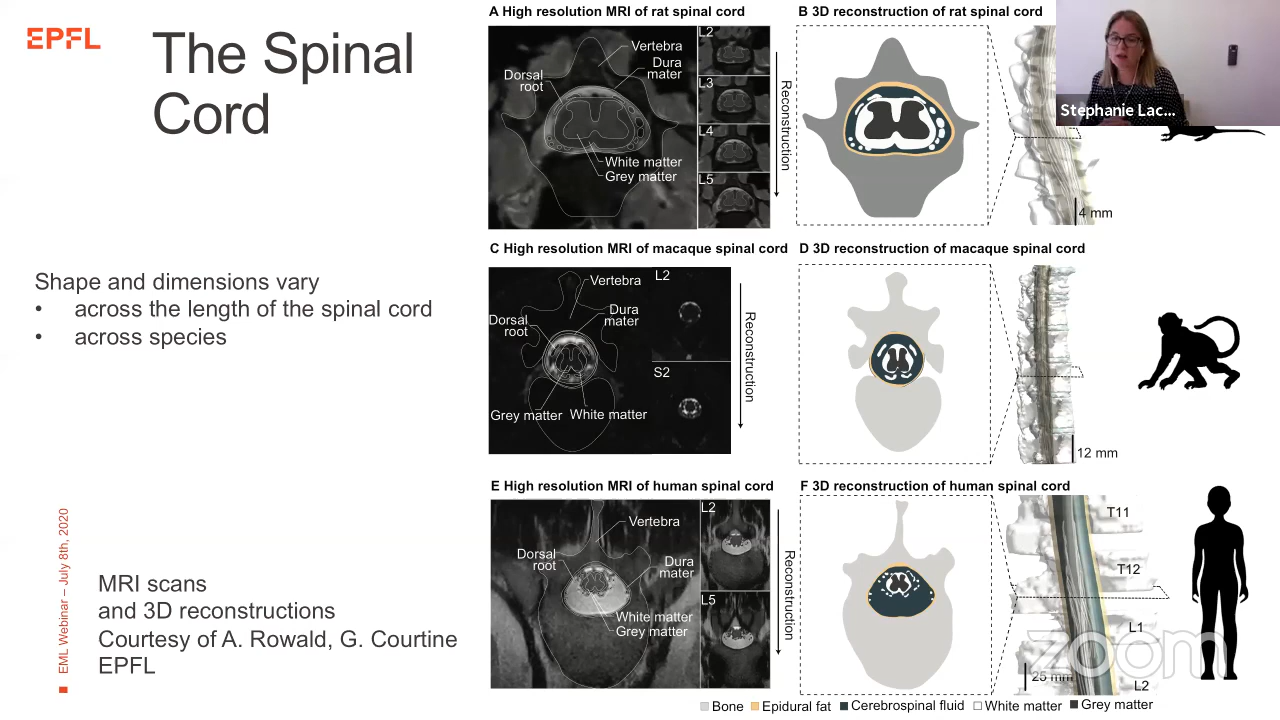 EPFL
The Spinal
Cord
Shape and dimensions vary
• across the length of the spinal cord
• across species
EML Webinar – July 8th, 2020
MRI scans
and 3D reconstructions
Courtesy of A. Rowald, G. Courtine
EPFL
A High resolution MRI of rat spinal cord
Vertebra
Dura
mater
Dorsal
root
White matter
Grey matter
L2
L3
L4
L5
Reconstruction
B 3D reconstruction of rat spinal cord
4 mm
Stephanie Lac...
C High resolution MRI of macaque spinal cord
Vertebra
Dura
mater
Dorsal
root
Grey matter White matter
L2
S2
Reconstruction
D 3D reconstruction of macaque spinal cord
12 mm
E High resolution MRI of human spinal cord
Vertebra
Dorsal
root
Dura
mater
White matter
Grey matter
L2
L5
Reconstruction
F 3D reconstruction of human spinal cord
T11
T12
L1
L2
25 mm
zoom
Bone Epidural fat Cerebrospinal fluid White matter Grey matter